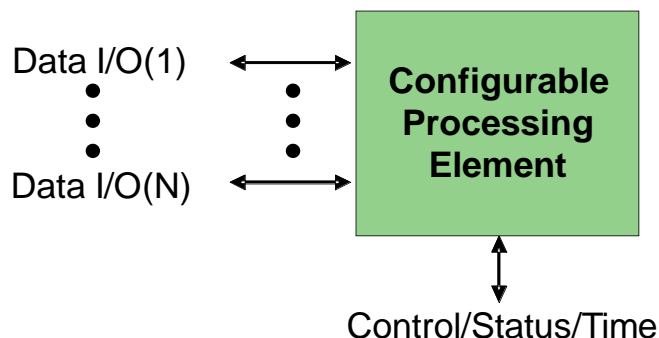 Data I/O(1)
Configurable
Processing
Element
Data I/O(N)
Control/Status/Time